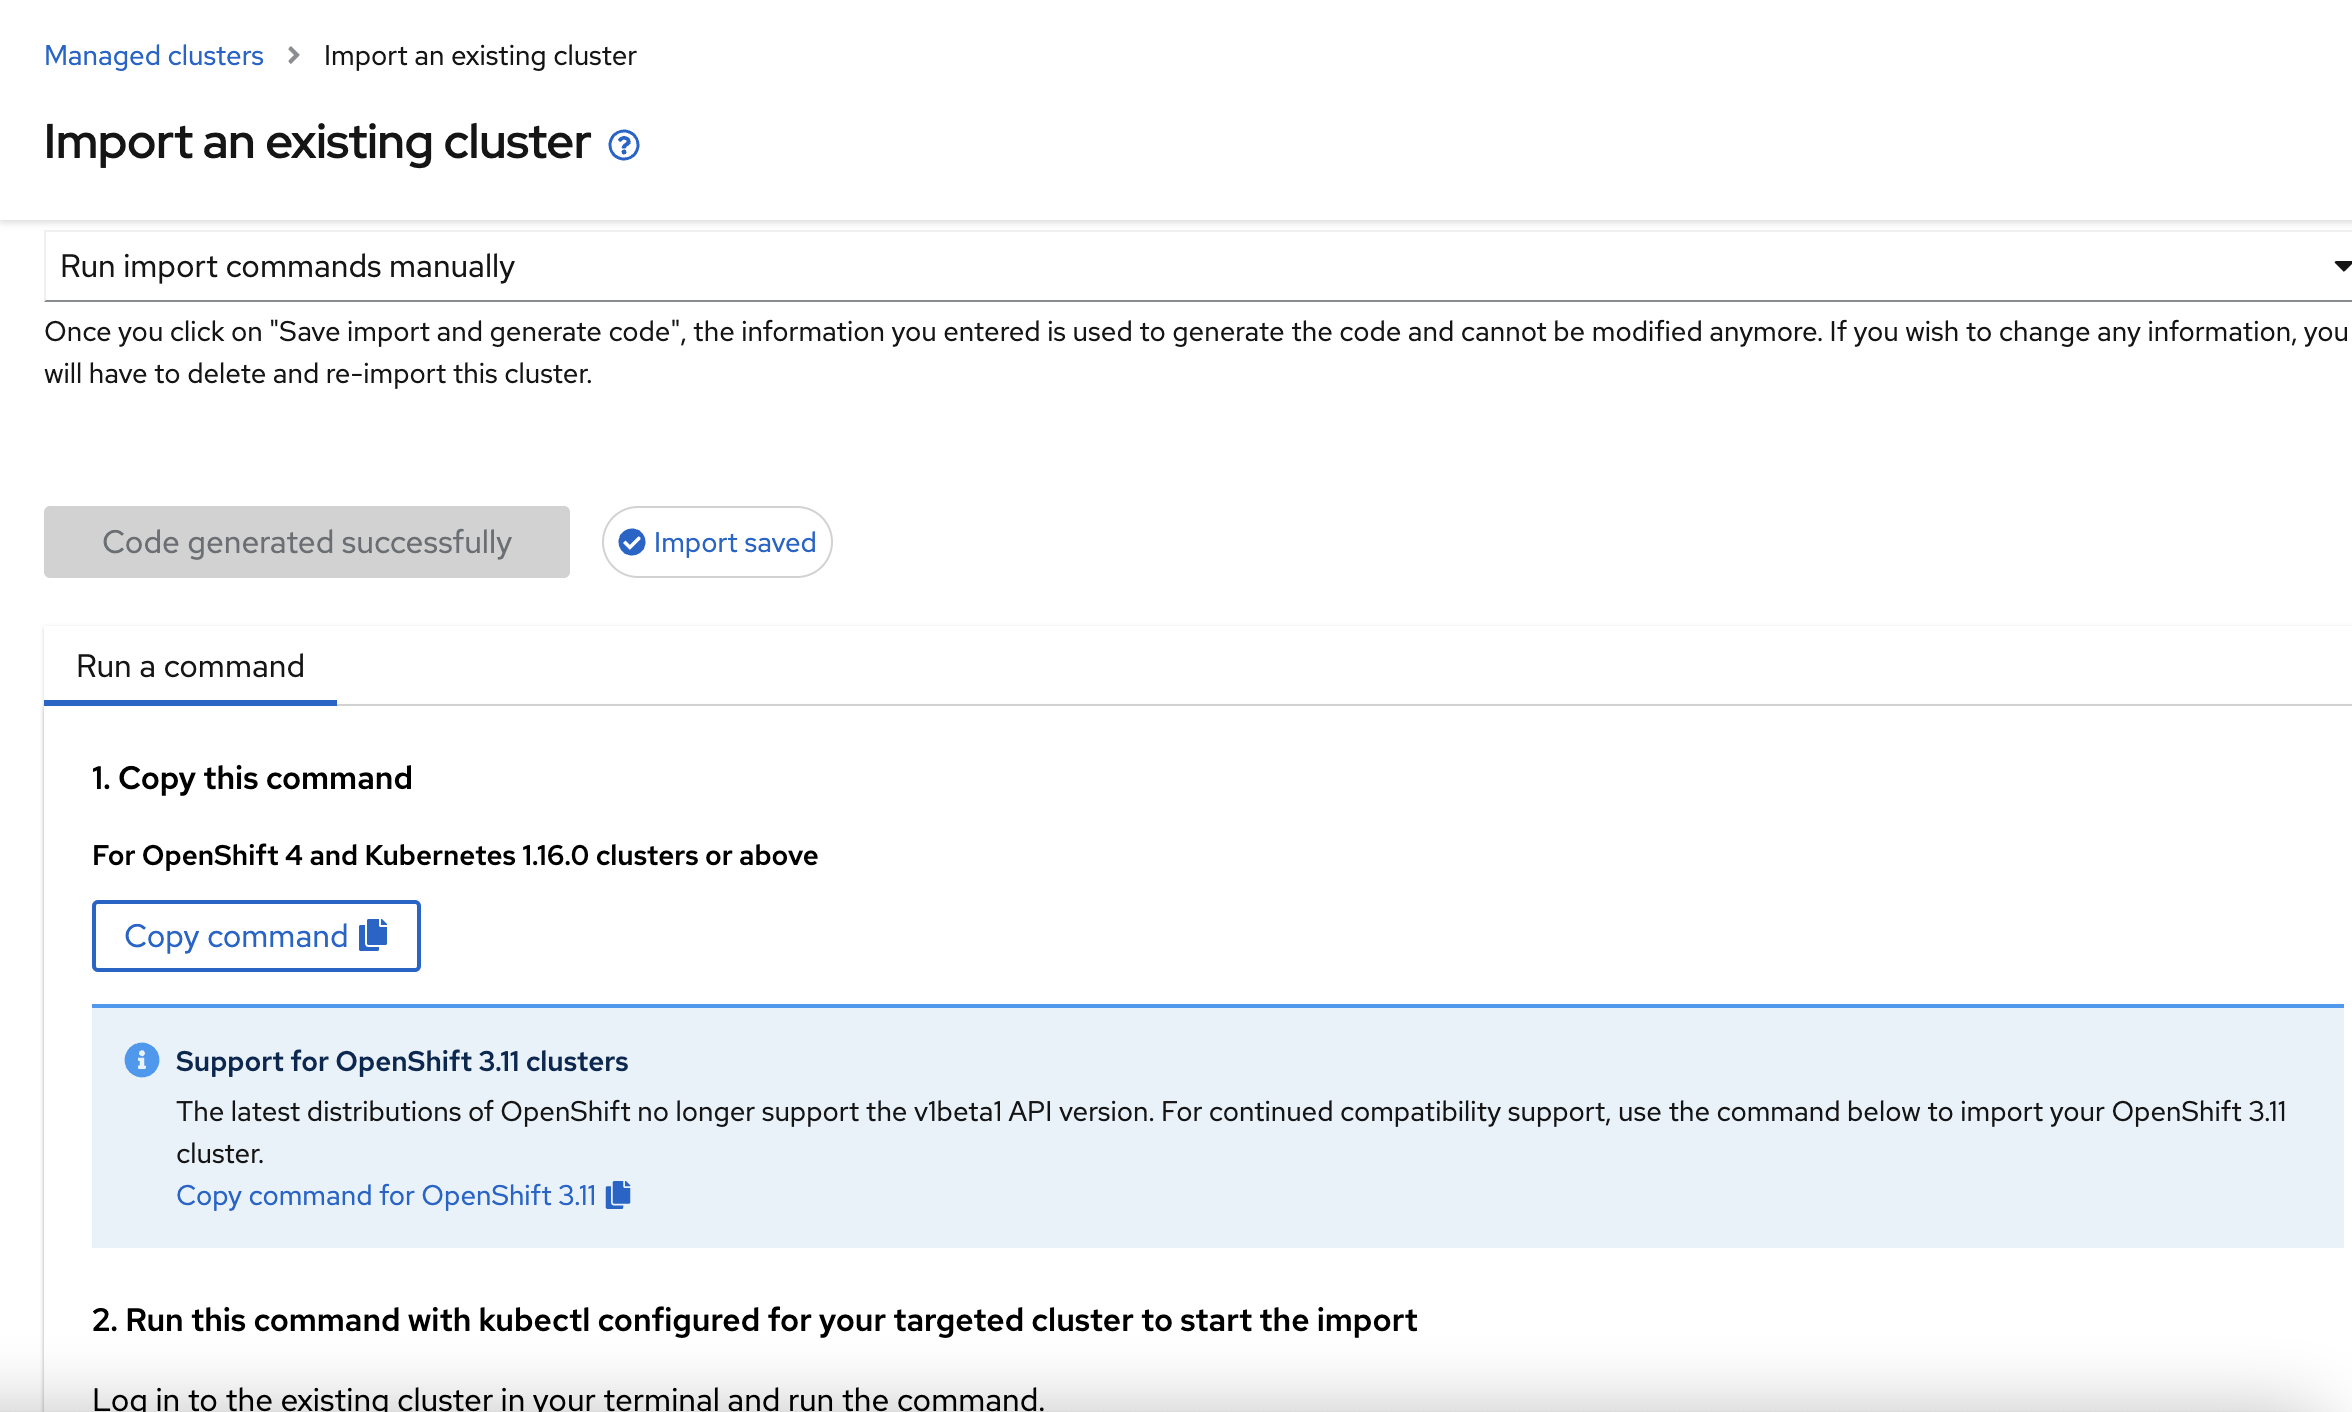 Managed clusters > Import an existing cluster
Import an existing cluster
Run import commands manually
Once you click on "Save import and generate code", the information you entered is used to generate the code and cannot be modified anymore. If you wish to change any information, you
will have to delete and re-import this cluster.
Code generated successfully
Import saved
Run a command
1. Copy this command
For OpenShift 4 and Kubernetes 1.16.0 clusters or above
Copy command
Support for OpenShift 3.11 clusters
The latest distributions of OpenShift no longer support the v1beta1 API version. For continued compatibility support, use the command below to import your OpenShift 3.11
cluster.
Copy command for OpenShift 3.11
2. Run this command with kubectl configured for your targeted cluster to start the import
Log in to the existing cluster in your terminal and run the command.